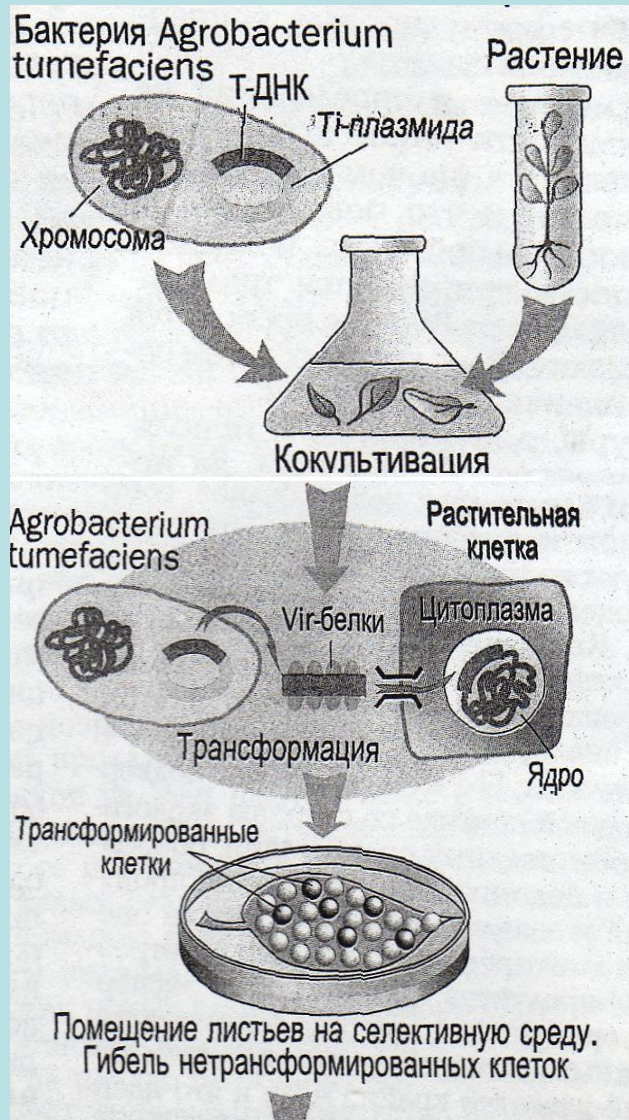 Бактерия Agrobacterium
tumefaciens
Т-ДНК
Ti-плазмида
Хромосома
Растение
Кокультивация
Agrobacterium
tumefaciens
Растительная
клетка
Vir-белки
Цитоплазма
Трансформация
Ядро
Трансформированные
клетки
Помещение листьев на селективную среду.
Гибель нетрансформированных клеток